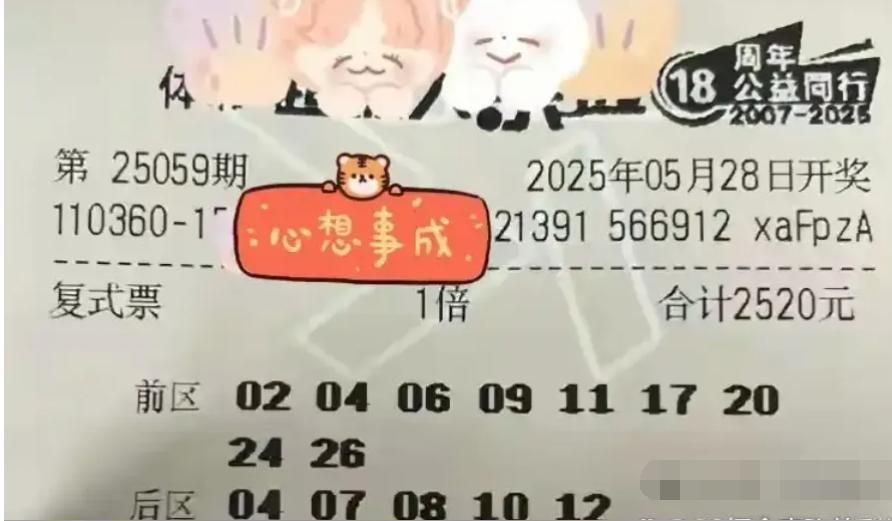 体
18 周年
公益同行
2007-2025
第 25059期 2025年05月28日开奖
110360-1 21391 566912 xaFpzA
心想事成
复式票 1倍 合计2520元
前区 02 04 06 09 11 17 20
24 26
后区 04 07 08 10 12